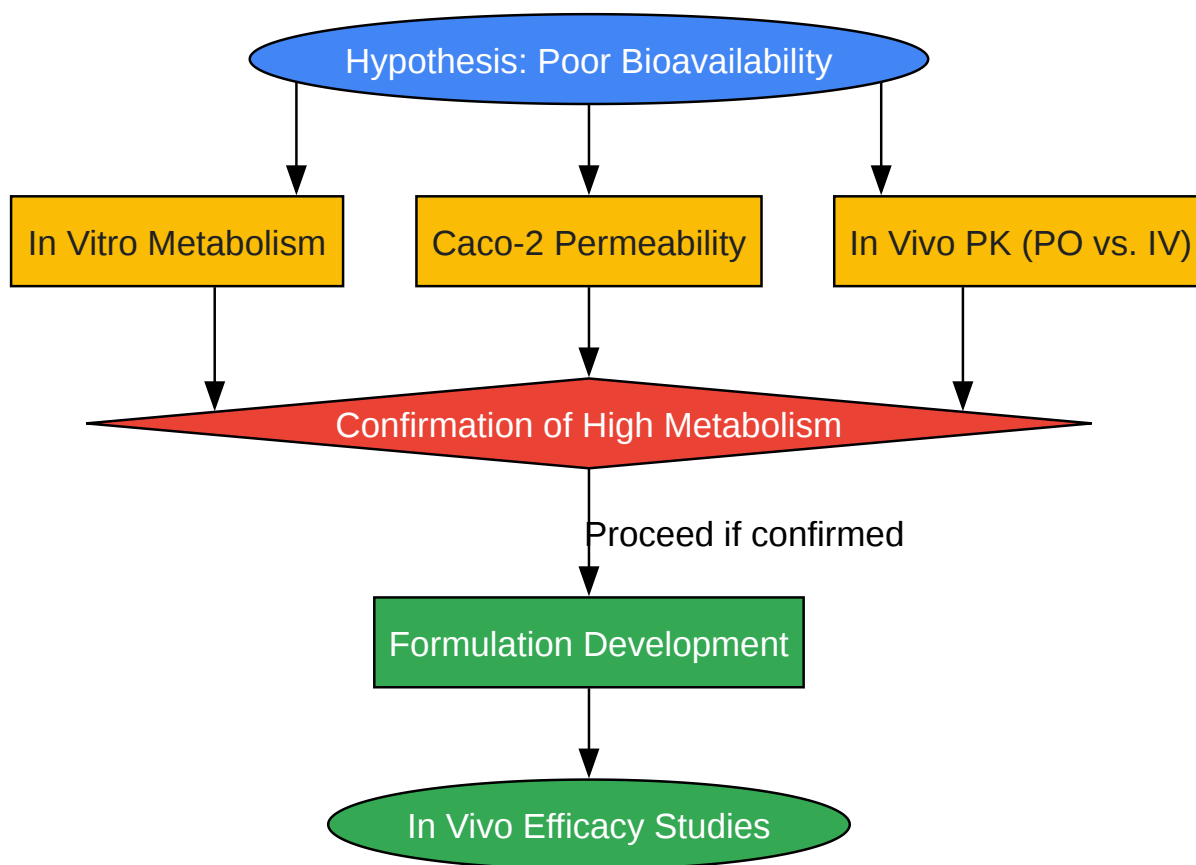 Hypothesis: Poor Bioavailability
In Vitro Metabolism
Caco-2 Permeability
In Vivo PK (PO vs. IV)
Confirmation of High Metabolism
Proceed if confirmed
Formulation Development
In Vivo Efficacy Studies